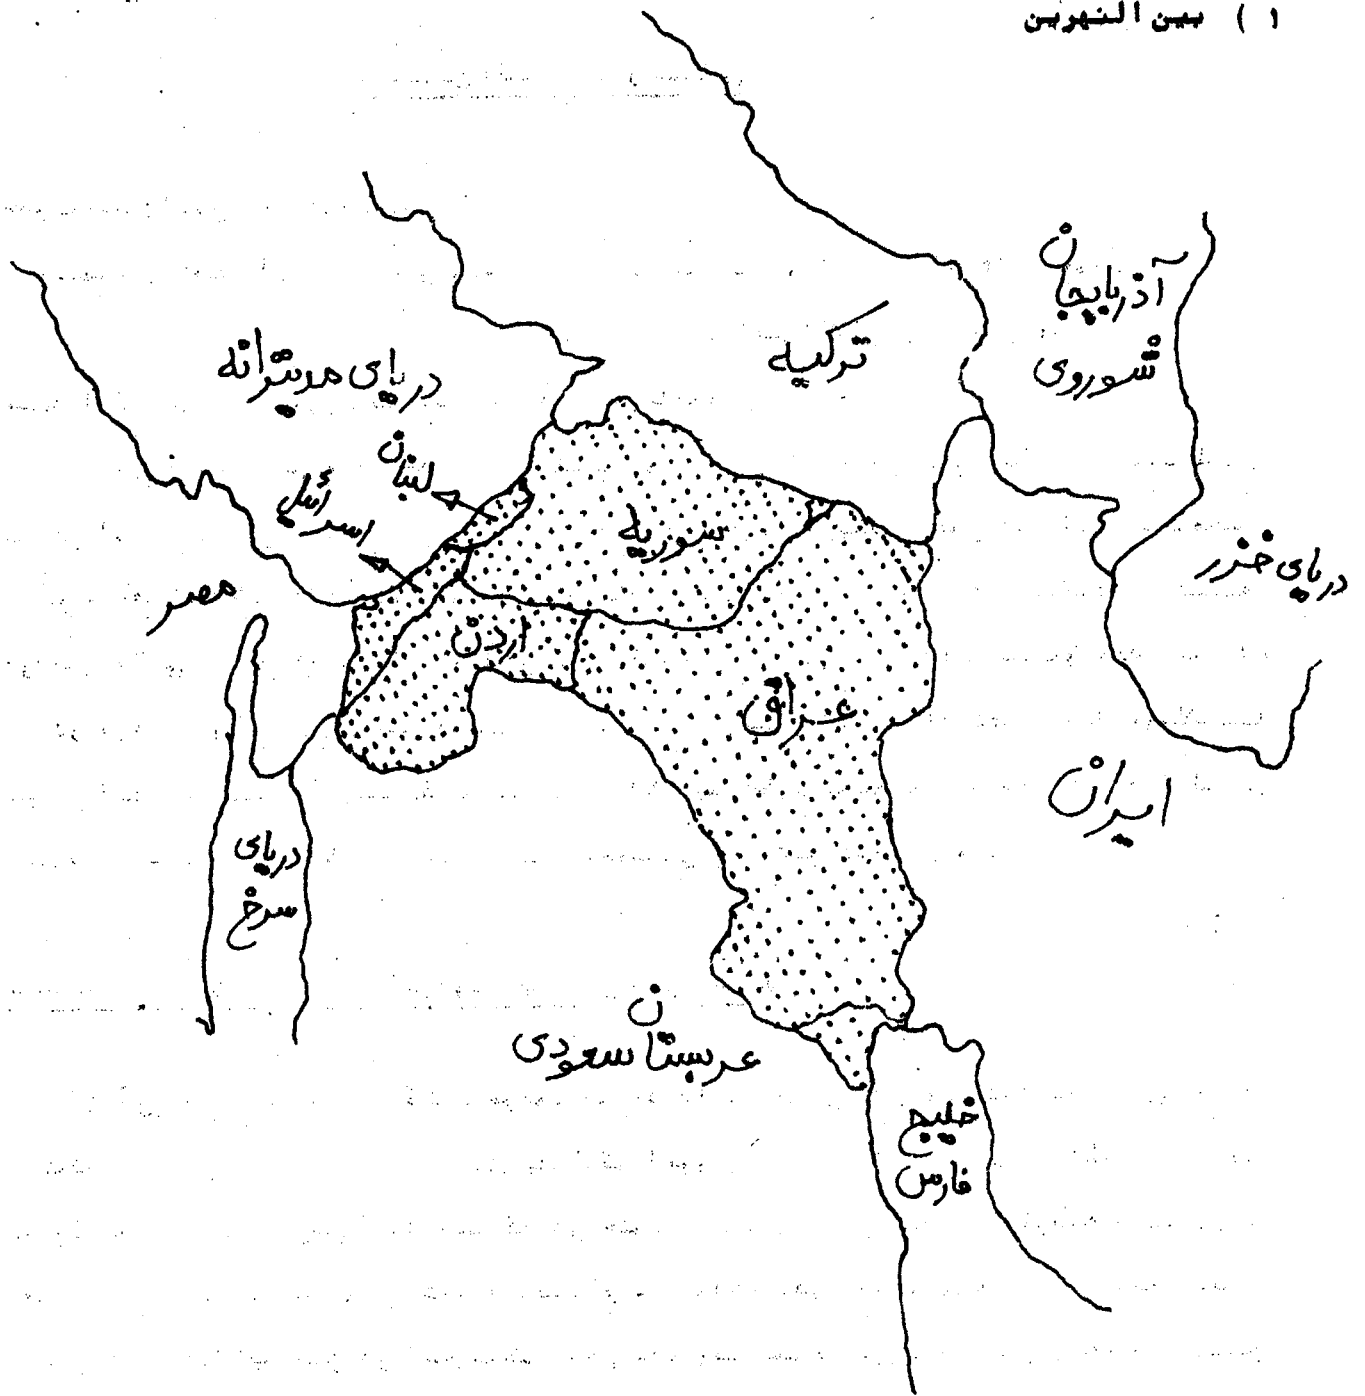 ۱ ) بین النهرین
آذربایجان
شوروی
ترکیه
دریای مدیترانه
لبنان
اسرائیل
سوریه
دریای خزر
مصر
اردن
عراق
ایران
دریای
سرخ
عربستان سعودی
خلیج
فارس